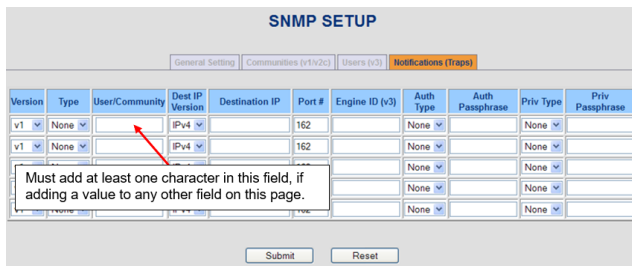 SNMP SETUP
General Setting Communities (v1/v2c) Users (v3) Notifications (Traps)
Version Type User/Community Dest IP Version Destination IP Port # Engine ID (v3) Auth Type Auth Passphrase Priv Type Priv Passphrase
v1 None IPv4 162 None None
v1 None IPv4 162 None None
None None
Must add at least one character in this field, if
adding a value to any other field on this page.
None None
v1 None IPv4 162 None None
Submit Reset